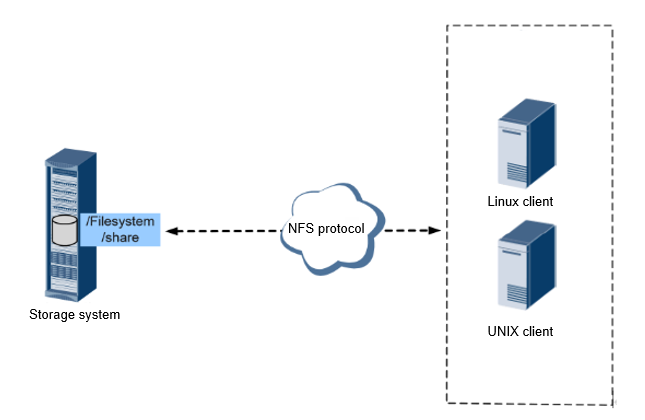 /Filesystem
/share
Storage system
NFS protocol
Linux client
UNIX client